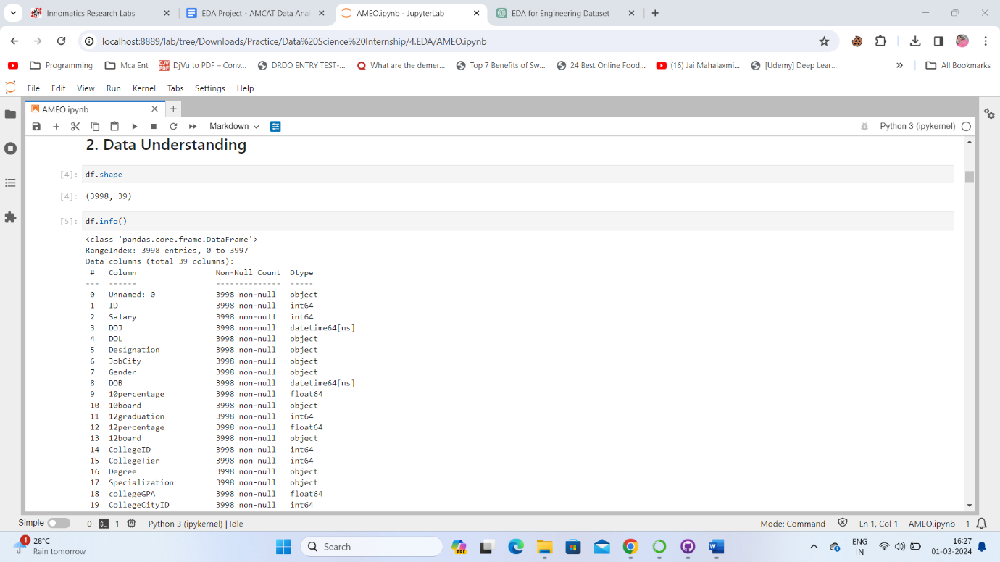 Innomatics Research Labs
EDA Project - AMCAT Data Anal
AMEO.ipynb - JupyterLab
EDA for Engineering Dataset
localhost:8889/lab/tree/Downloads/Practice/Data%20Science%20Internship/4.EDA/AMEO.ipynb
Programming
Mca Ent
DJVU PDF
DjVu to PDF – Conv...
DRDO ENTRY TEST-...
What are the demer...
Top 7 Benefits of Sw...
24 Best Online Food...
(16) Jai Mahalaxmi...
[Udemy] Deep Lear...
All Bookmarks
File Edit View Run Kernel Tabs Settings Help
AMEO.ipynb
Markdown
Python 3 (ipykernel)
2. Data Understanding
[4]: df.shape
[4]: (3998, 39)
[5]: df.info()
<class 'pandas.core.frame.DataFrame'>
RangeIndex: 3998 entries, 0 to 3997
Data columns (total 39 columns):
# Column Non-Null Count Dtype
--- ------ -------------- -----
0 Unnamed: 0 3998 non-null object
1 ID 3998 non-null int64
2 Salary 3998 non-null int64
3 DOJ 3998 non-null datetime64[ns]
4 DOL 3998 non-null object
5 Designation 3998 non-null object
6 JobCity 3998 non-null object
7 Gender 3998 non-null object
8 DOB 3998 non-null datetime64[ns]
9 10percentage 3998 non-null float64
10 10board 3998 non-null object
11 12graduation 3998 non-null int64
12 12percentage 3998 non-null float64
13 12board 3998 non-null object
14 CollegeID 3998 non-null int64
15 CollegeTier 3998 non-null int64
16 Degree 3998 non-null object
17 Specialization 3998 non-null object
18 collegeGPA 3998 non-null float64
19 CollegeCityID 3998 non-null int64
Simple 0 $_ 1 Python 3 (ipykernel) | Idle
Mode: Command Ln 1, Col 1 AMEO.ipynb 1
1
28°C
Rain tomorrow
Search
PRE
W
ENG
IN
16:27
01-03-2024